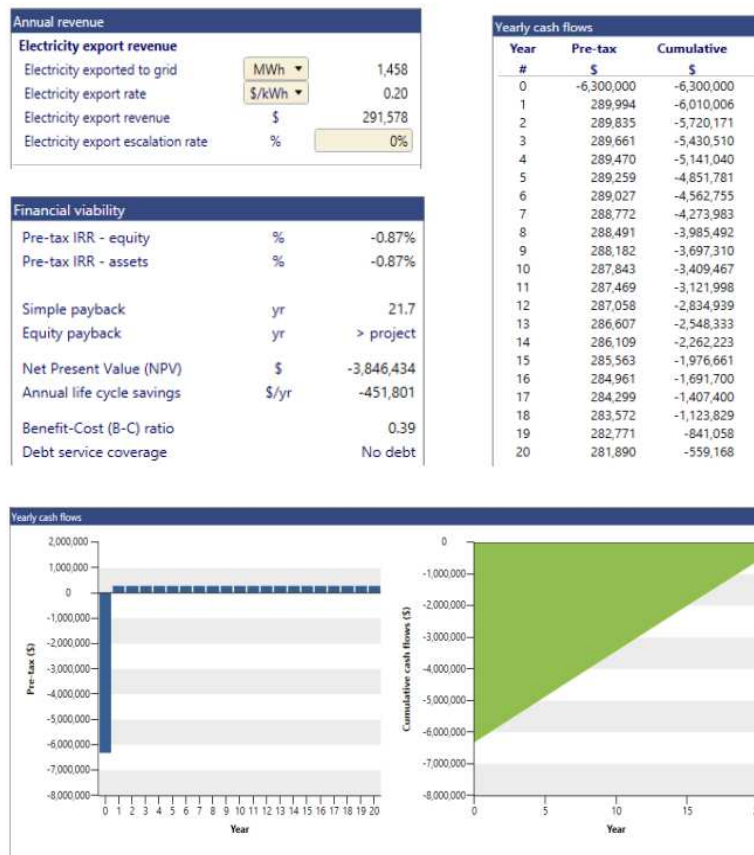 Annual revenue
Electricity export revenue
Electricity exported to grid MWh 1,458
Electricity export rate $/kWh 0.20
Electricity export revenue $ 291,578
Electricity export escalation rate % 0%
Financial viability
Pre-tax IRR - equity % -0.87%
Pre-tax IRR - assets % -0.87%
Simple payback yr 21.7
Equity payback yr > project
Net Present Value (NPV) $ -3,846,434
Annual life cycle savings $/yr -451,801
Benefit-Cost (B-C) ratio 0.39
Debt service coverage No debt
Yearly cash flows
Year Pre-tax Cumulative
# $ $
0 -6,300,000 -6,300,000
1 289,994 -6,010,006
2 289,835 -5,720,171
3 289,661 -5,430,510
4 289,470 -5,141,040
5 289,259 -4,851,781
6 289,027 -4,562,755
7 288,772 -4,273,983
8 288,491 -3,985,492
9 288,182 -3,697,310
10 287,843 -3,409,467
11 287,469 -3,121,998
12 287,058 -2,834,939
13 286,607 -2,548,333
14 286,109 -2,262,223
15 285,563 -1,976,661
16 284,961 -1,691,700
17 284,299 -1,407,400
18 283,572 -1,123,829
19 282,771 -841,058
20 281,890 -559,168
Yearly cash flows
2,000,000
1,000,000
0
-1,000,000
-2,000,000
-3,000,000
-4,000,000
-5,000,000
-6,000,000
-7,000,000
-8,000,000
Pre-tax ($)
0 1 2 3 4 5 6 7 8 9 10 11 12 13 14 15 16 17 18 19 20
Year
0
-1,000,000
-2,000,000
-3,000,000
-4,000,000
-5,000,000
-6,000,000
-7,000,000
-8,000,000
Cumulative cash flows ($)
0 5 10 15
Year